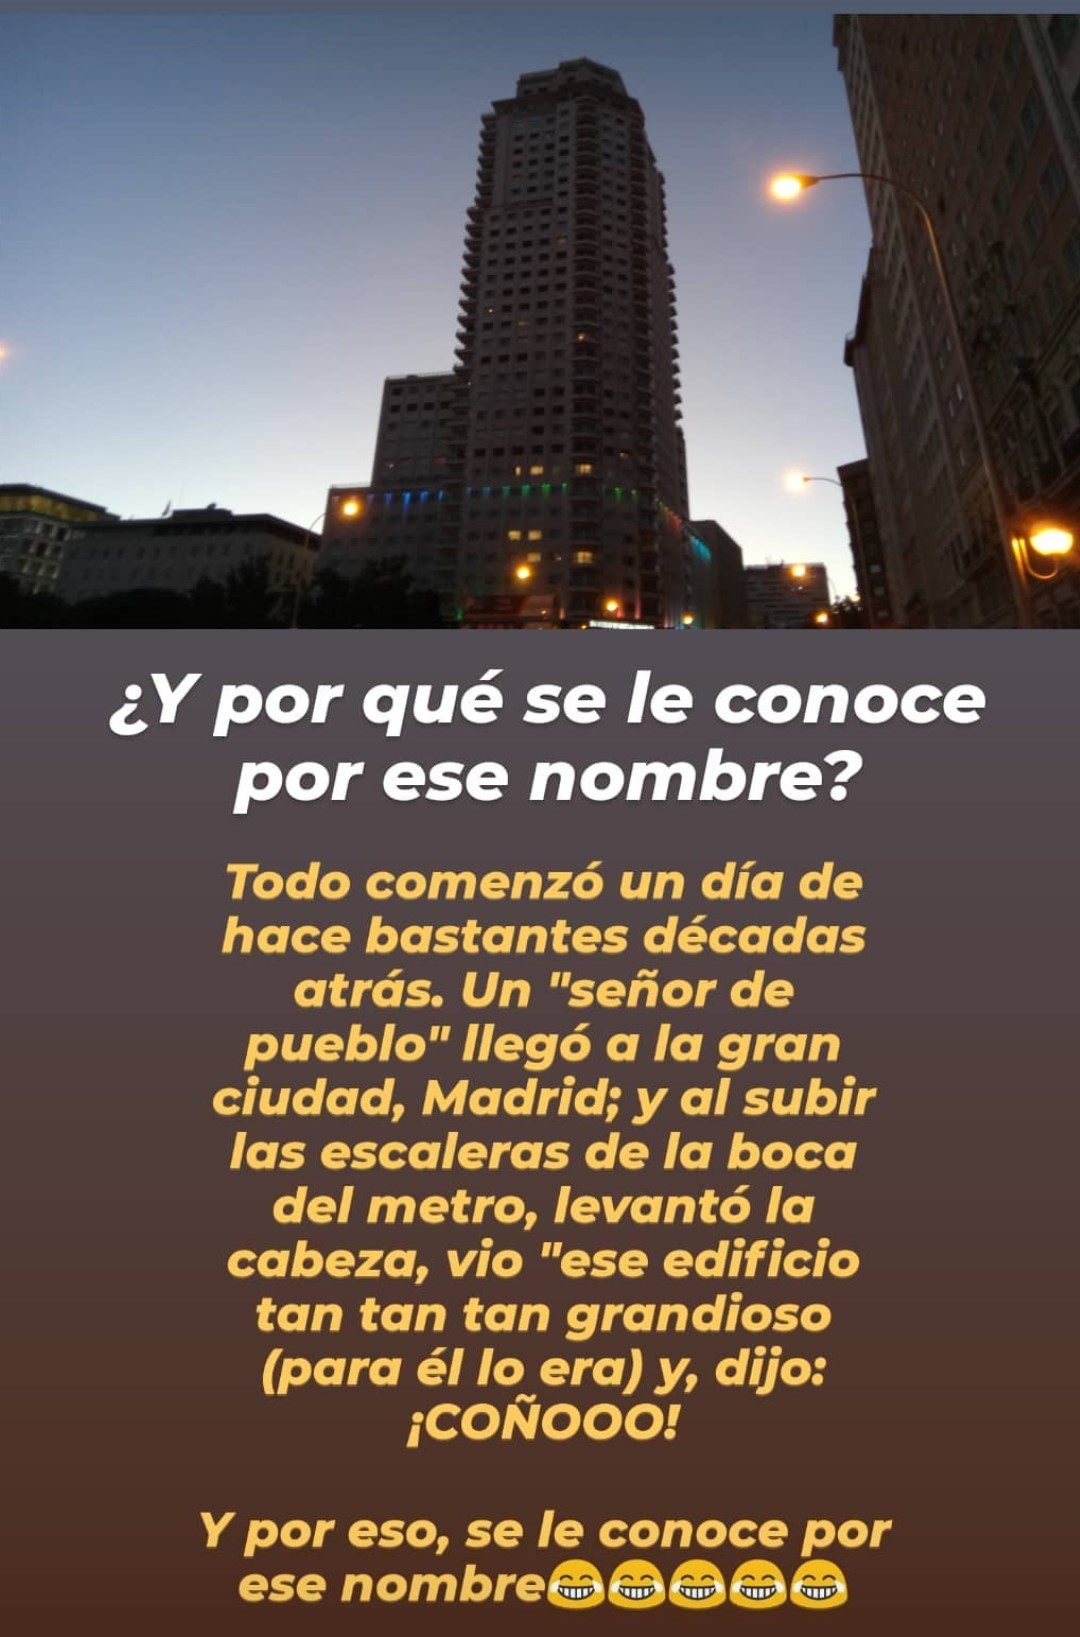 ¿Y por qué se le conoce
por ese nombre?
Todo comenzó un día de
hace bastantes décadas
atrás. Un "señor de
pueblo" llegó a la gran
ciudad, Madrid; y al subir
las escaleras de la boca
del metro, levantó la
cabeza, vio "ese edificio
tan tan tan grandioso
(para él lo era) y, dijo:
¡COÑOOO!
Y por eso, se le conoce por
ese nombre😂😂😂😂😂